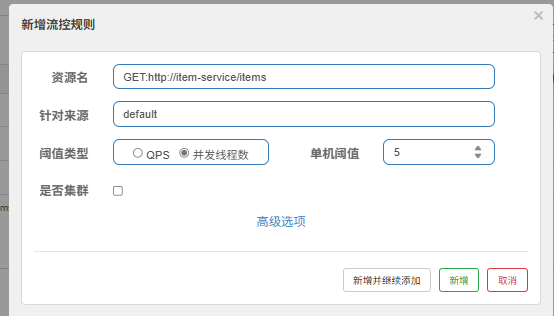 新增流控规则 ×
资源名 GET:http://item-service/items
针对来源 default
阈值类型 QPS 并发线程数 单机阈值 5
是否集群
高级选项
新增并继续添加 新增 取消